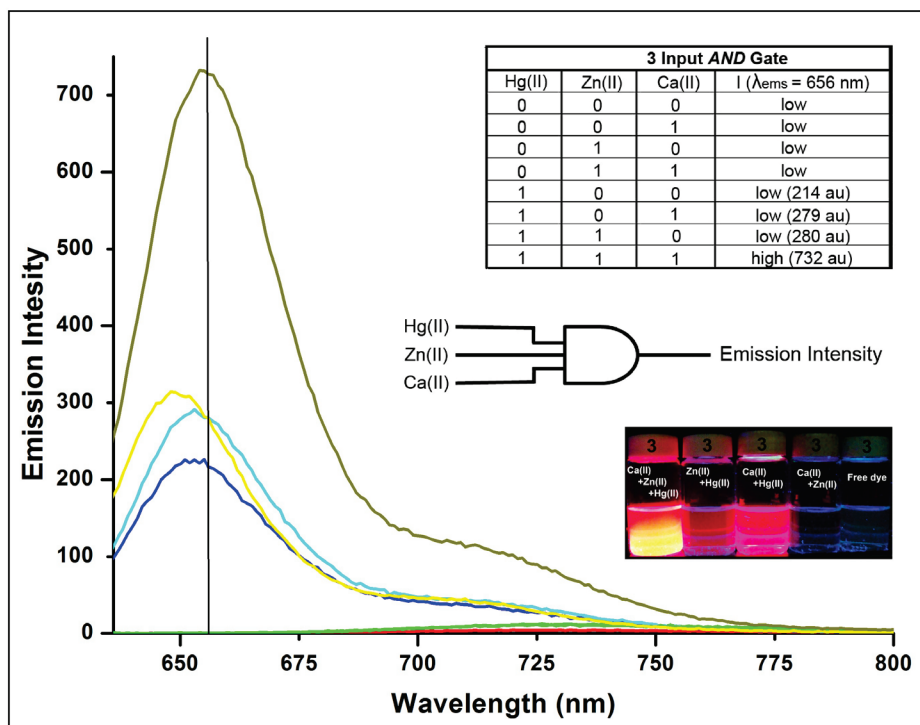 3 Input AND Gate
Hg(II) Zn(II) Ca(II) I (λems = 656 nm)
0 0 0 low
0 0 1 low
0 1 0 low
0 1 1 low
1 0 0 low (214 au)
1 0 1 low (279 au)
1 1 0 low (280 au)
1 1 1 high (732 au)
Hg(II)
Zn(II)
Ca(II)
Emission Intensity
3 3 3 3 3
Ca(II)
+Zn(II)
+Hg(II)
Zn(II)
+Hg(II)
Ca(II)
+Hg(II)
Ca(II)
+Zn(II)
Free dye
Emission Intesity
700
600
500
400
300
200
100
0
650 675 700 725 750 775 800
Wavelength (nm)